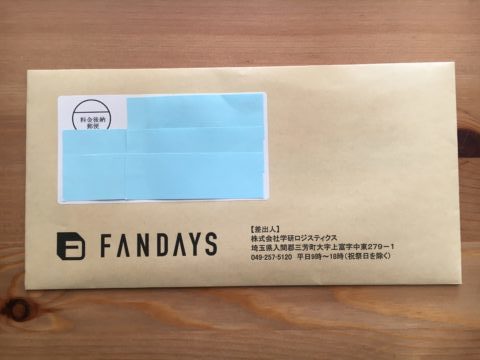 料金後納
郵便
FANDAYS
【差出人】
株式会社学研ロジスティクス
埼玉県入間郡三芳町大字上富字中東279-1
049-257-5120 平日9時〜18時(祝祭日を除く)